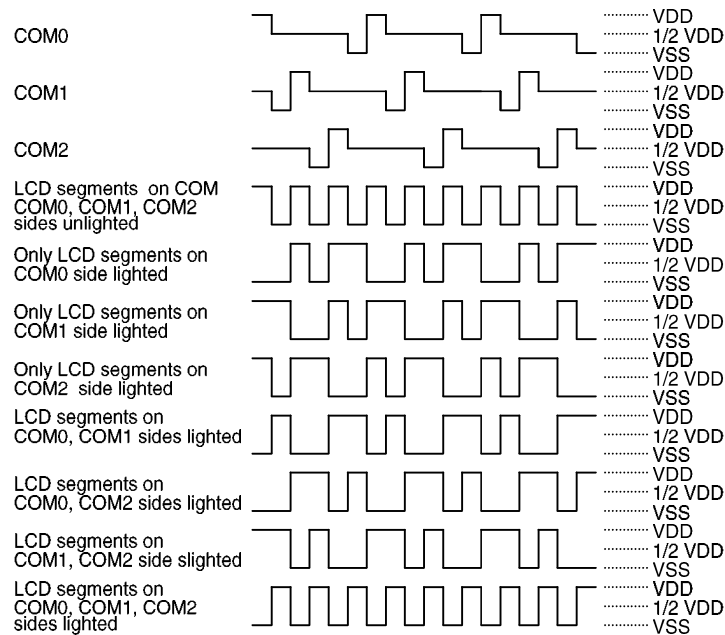 COM0
VDD
1/2 VDD
VSS
COM1
VDD
1/2 VDD
VSS
COM2
VDD
1/2 VDD
VSS
LCD segments on COM
COM0, COM1, COM2
sides unlighted
VDD
1/2 VDD
VSS
Only LCD segments on
COM0 side lighted
VDD
1/2 VDD
VSS
Only LCD segments on
COM1 side lighted
VDD
1/2 VDD
VSS
Only LCD segments on
COM2 side lighted
VDD
1/2 VDD
VSS
LCD segments on
COM0, COM1 sides lighted
VDD
1/2 VDD
VSS
LCD segments on
COM0, COM2 sides lighted
VDD
1/2 VDD
VSS
LCD segments on
COM1, COM2 side slighted
VDD
1/2 VDD
VSS
LCD segments on
COM0, COM1, COM2
sides lighted
VDD
1/2 VDD
VSS